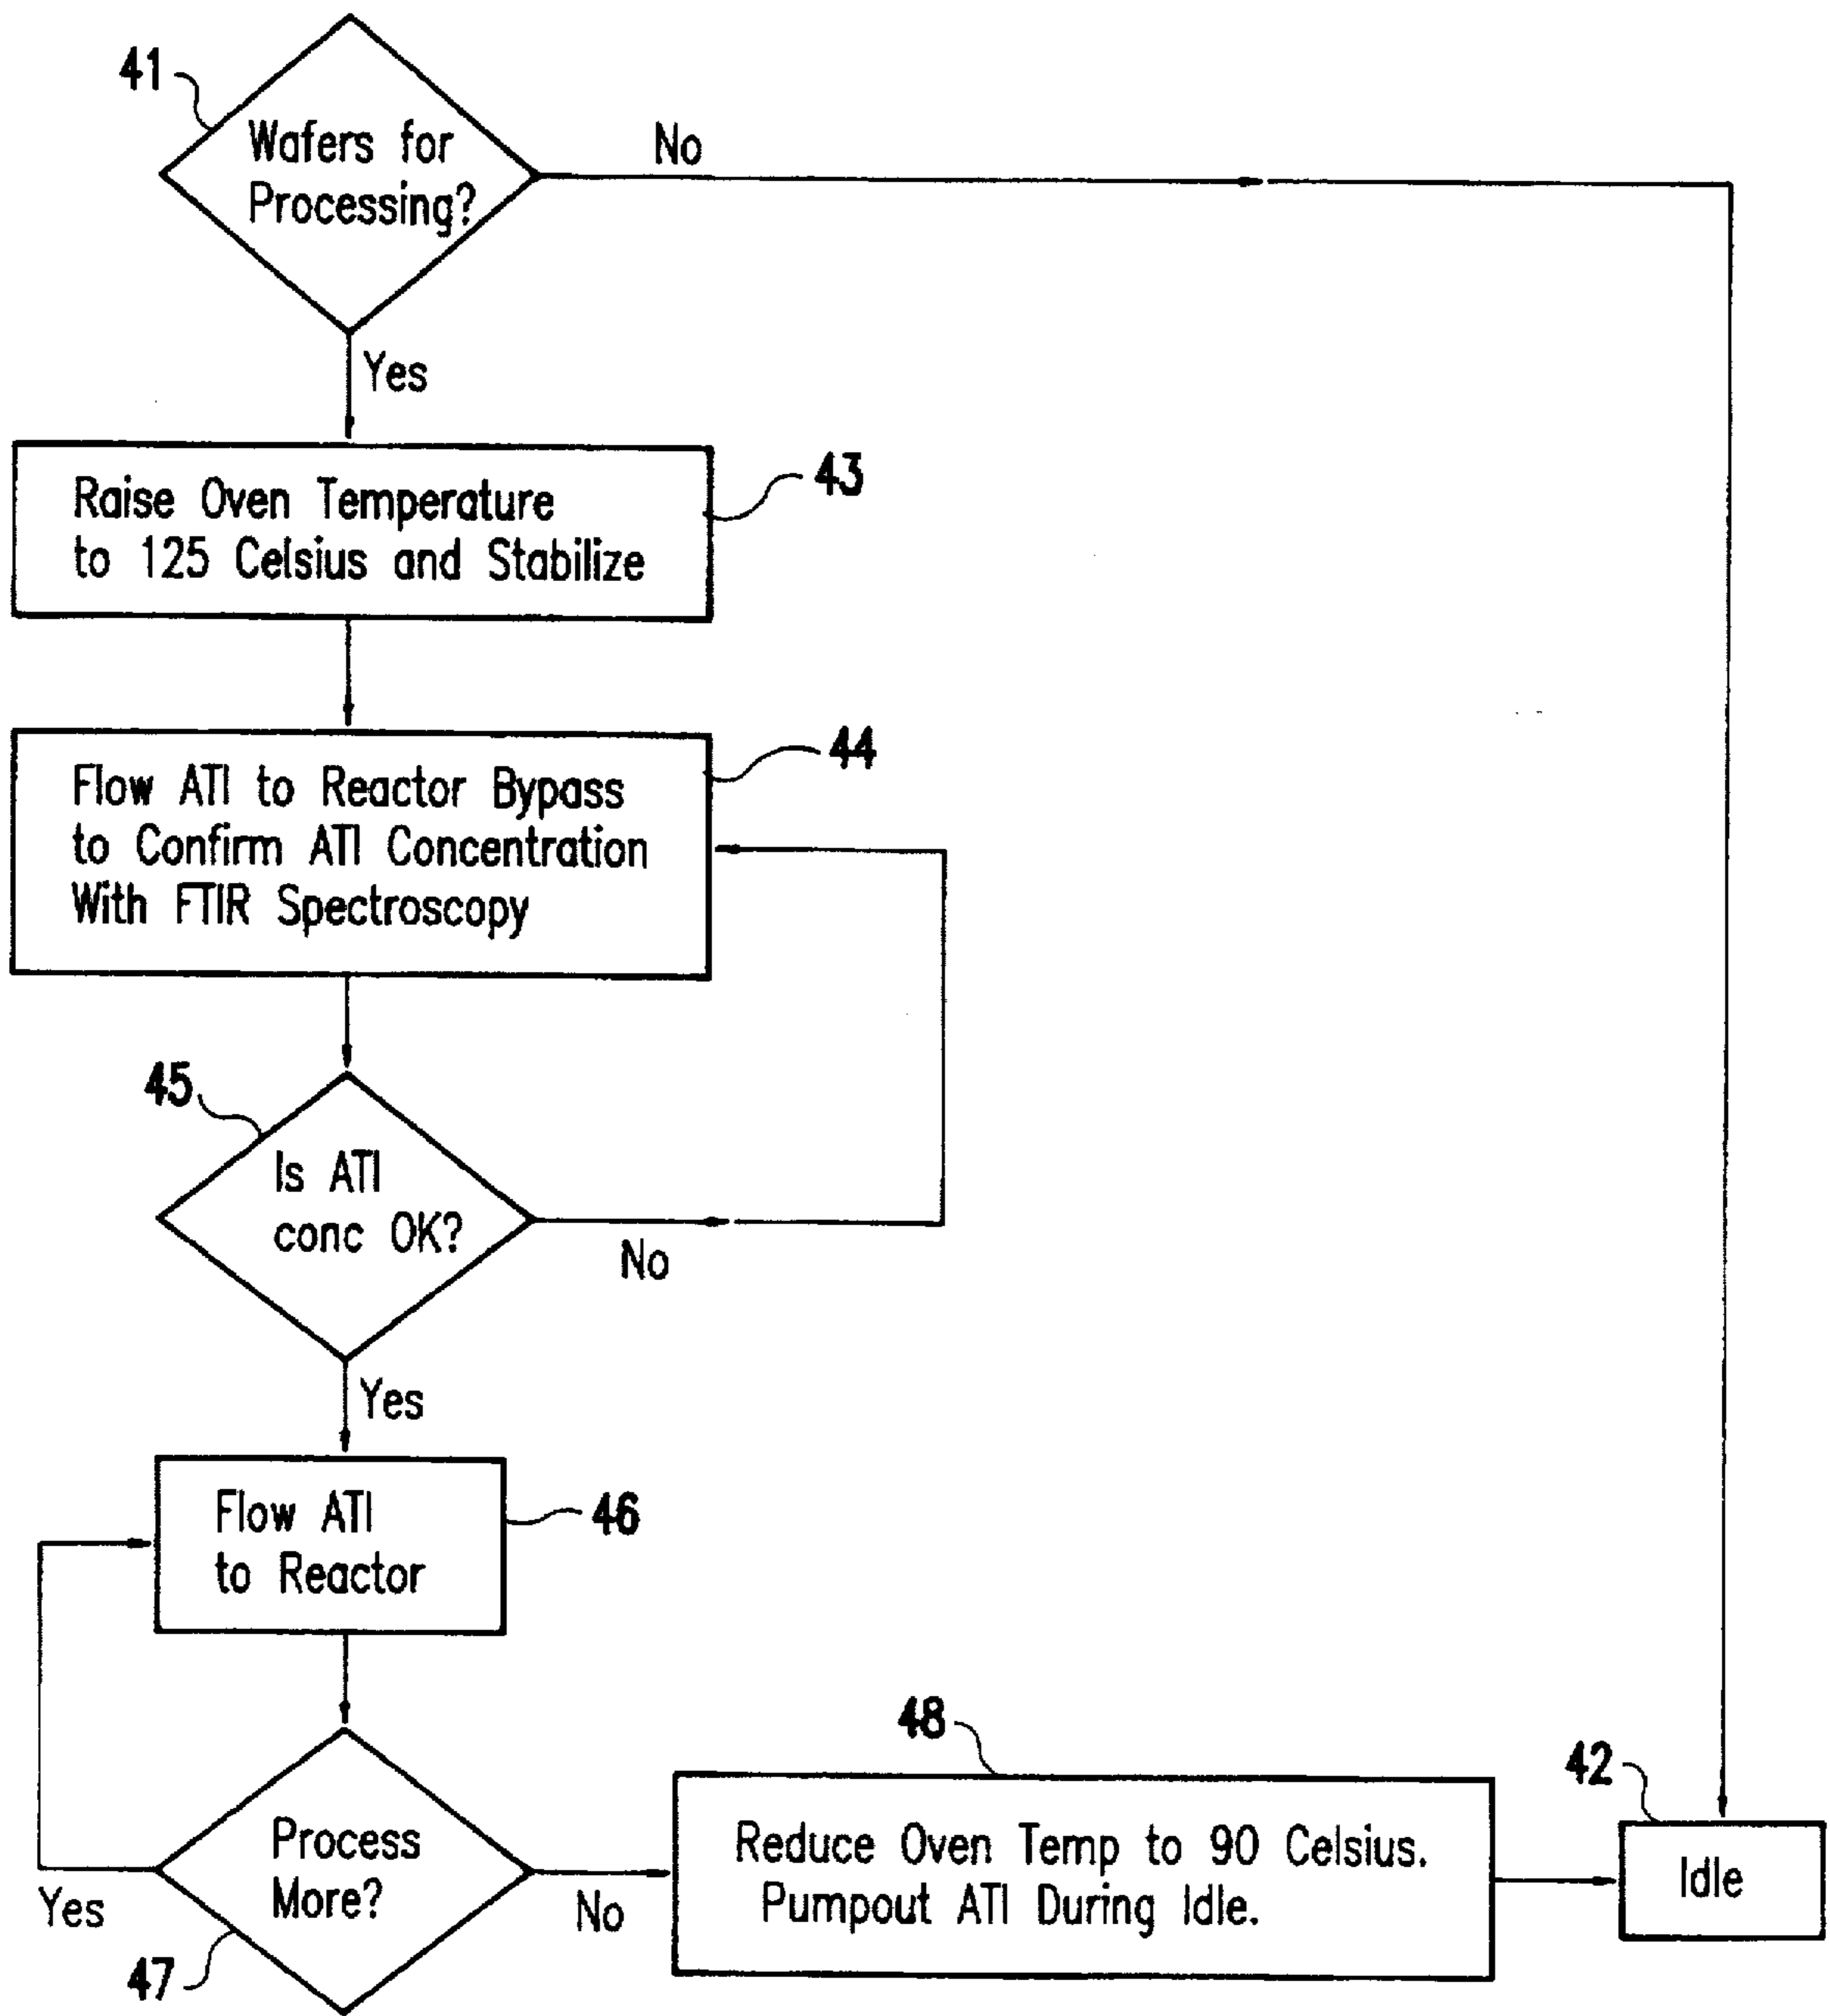 41
Wafers for
Processing?
No
Yes
Raise Oven Temperature
to 125 Celsius and Stabilize
43
Flow ATI to Reactor Bypass
to Confirm ATI Concentration
With FTIR Spectroscopy
44
45
Is ATI
conc OK?
No
Yes
Flow ATI
to Reactor
46
Process
More?
Yes
47
No
48
Reduce Oven Temp to 90 Celsius.
Pumpout ATI During Idle.
42
Idle